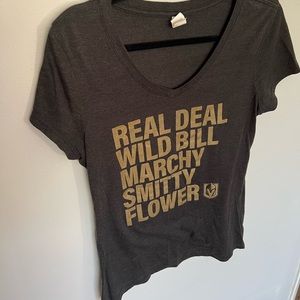 REAL DEAL
WILD BILL
MARCHY
SMITTY
FLOWER